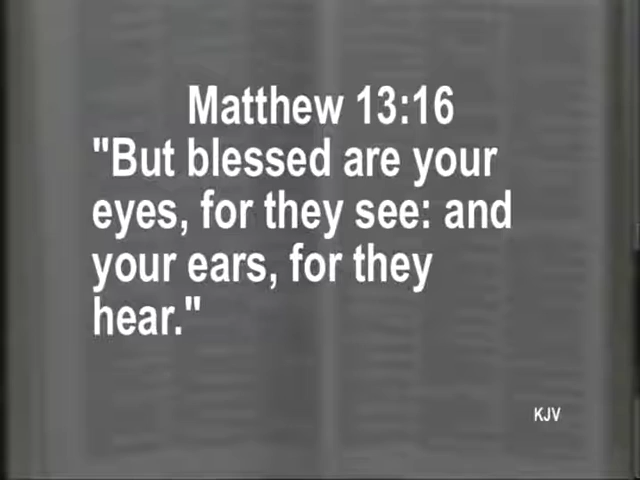 Matthew 13:16
"But blessed are your
eyes, for they see: and
your ears, for they
hear."
KJV